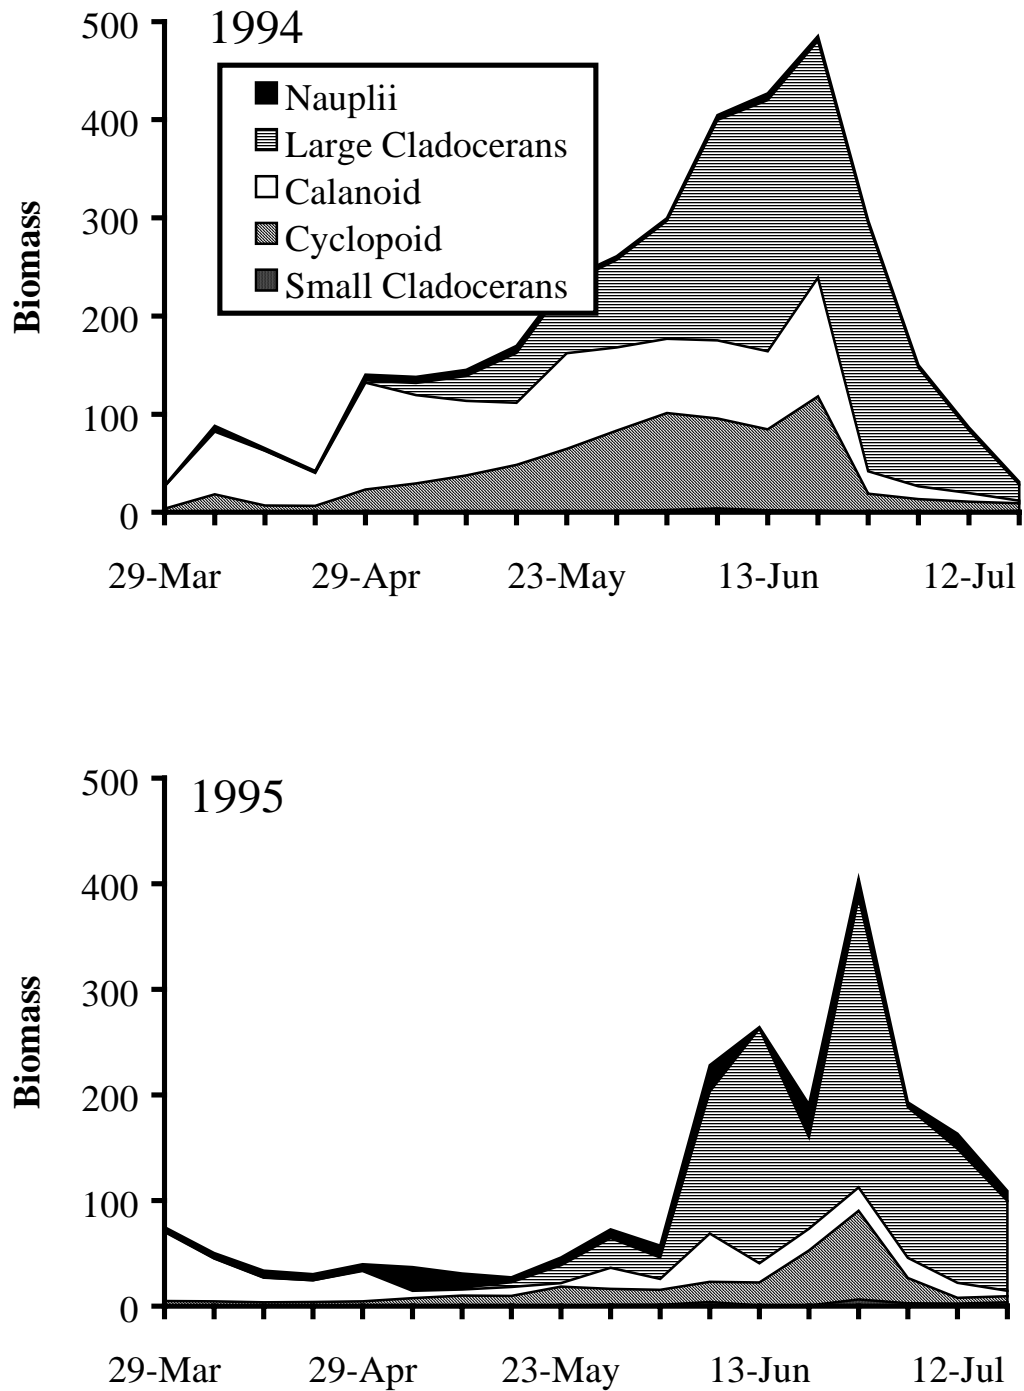 500
1994
Nauplii
400
Large Cladocerans
Calanoid
300
Cyclopoid
Small Cladocerans
Biomass
200
100
0
29-Mar 29-Apr 23-May 13-Jun 12-Jul
500
1995
400
300
Biomass
200
100
0
29-Mar 29-Apr 23-May 13-Jun 12-Jul